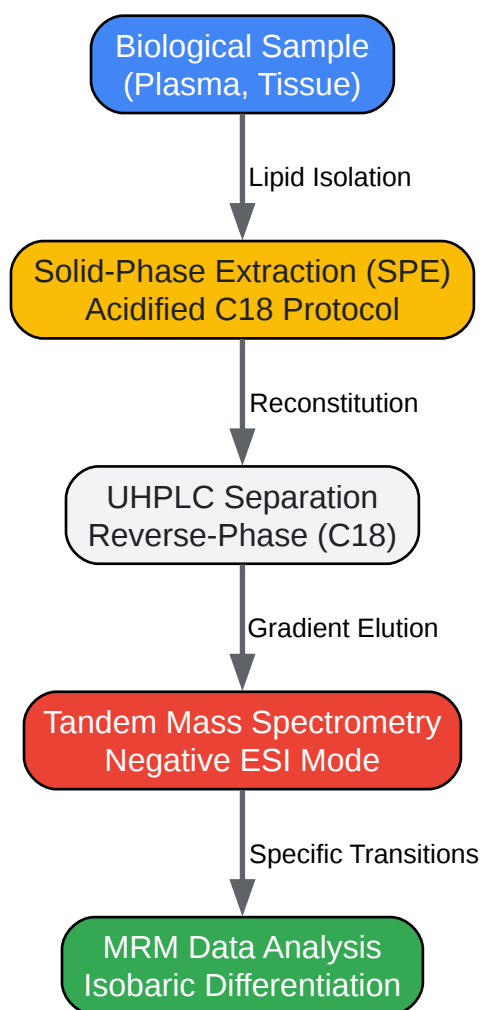 Biological Sample
(Plasma, Tissue)
Lipid Isolation
Solid-Phase Extraction (SPE)
Acidified C18 Protocol
Reconstitution
UHPLC Separation
Reverse-Phase (C18)
Gradient Elution
Tandem Mass Spectrometry
Negative ESI Mode
Specific Transitions
MRM Data Analysis
Isobaric Differentiation